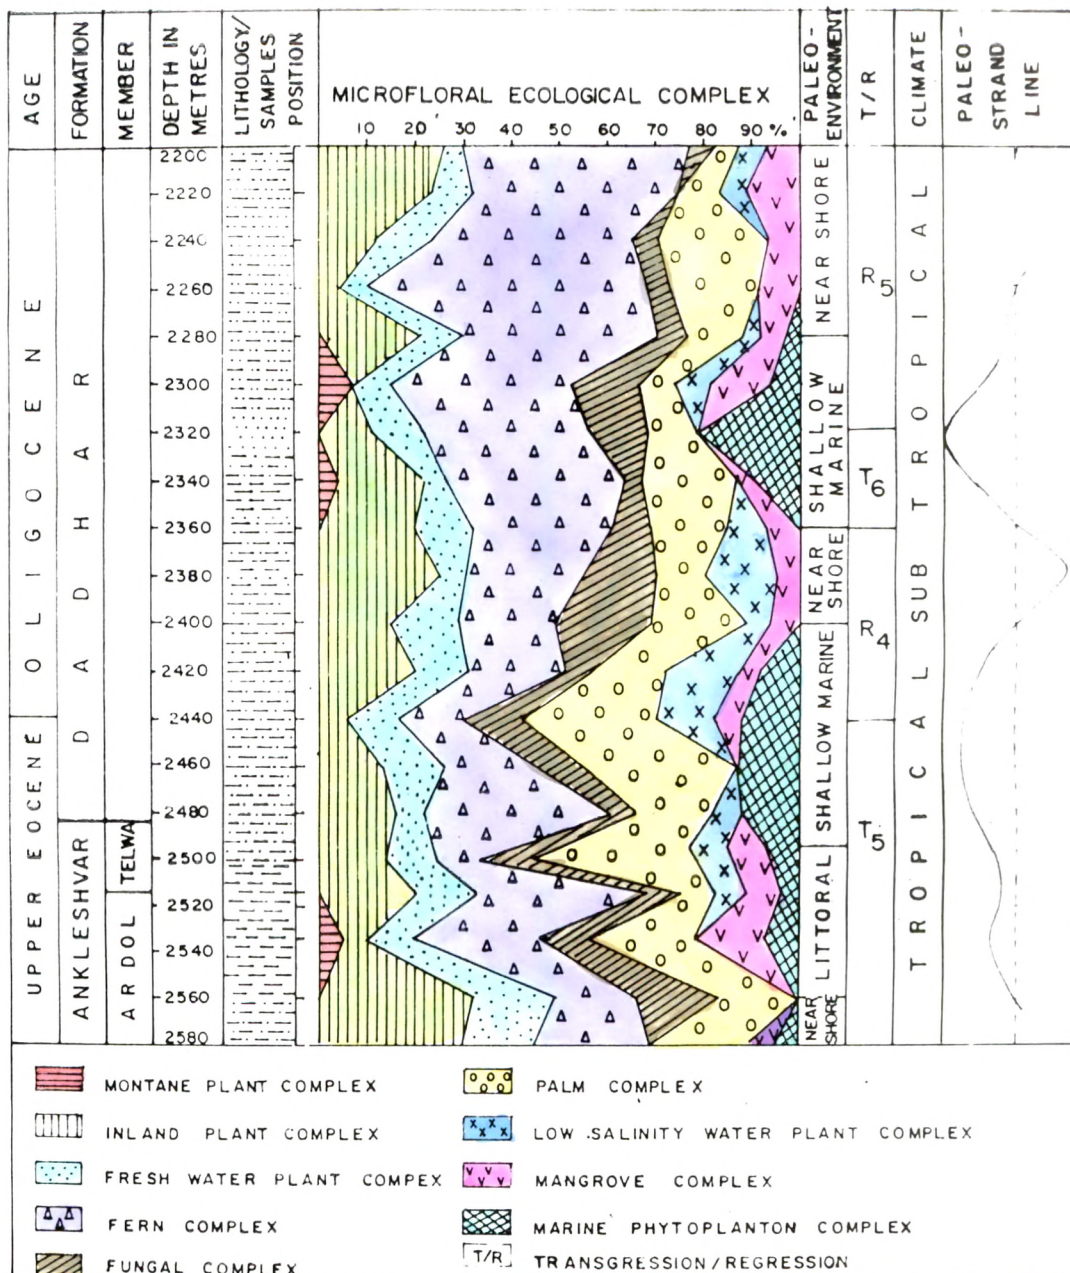 AGE
FORMATION
MEMBER
DEPTH IN
METRES
LITHOLOGY/
SAMPLES
POSITION
MICROFLORAL ECOLOGICAL COMPLEX
10 20 30 40 50 60 70 80 90 %
PALEO-
ENVIRONMENT
T/R
CLIMATE
PALEO-
STRAND
LINE
OLIGOCENE
UPPER EOCENE
DADHAR
ANKLESHVAR
TELWA
ARDOL
2200
2220
2240
2260
2280
2300
2320
2340
2360
2380
2400
2420
2440
2460
2480
2500
2520
2540
2560
2580
NEAR SHORE
SHALLOW
MARINE
NEAR
SHORE
SHALLOW MARINE
LITTORAL
NEAR
SHORE
R5
T6
R4
T5
TROPICAL SUB TROPICAL
MONTANE PLANT COMPLEX
INLAND PLANT COMPLEX
FRESH WATER PLANT COMPEX
FERN COMPLEX
FUNGAL COMPLEX
PALM COMPLEX
LOW SALINITY WATER PLANT COMPLEX
MANGROVE COMPLEX
MARINE PHYTOPLANTON COMPLEX
T/R TRANSGRESSION/REGRESSION